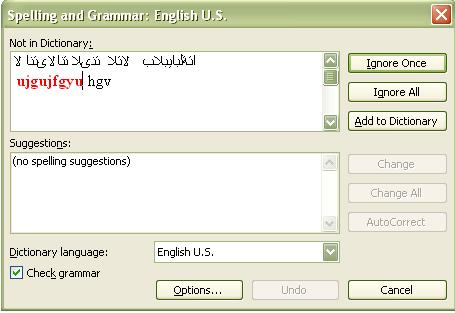 Spelling and Grammar: English U.S.
Not in Dictionary:
لا
ujgujfgyu hgv
Ignore Once
Ignore All
Add to Dictionary
Suggestions:
(no spelling suggestions)
Change
Change All
AutoCorrect
Dictionary language: English U.S.
Check grammar
Options... Undo Cancel